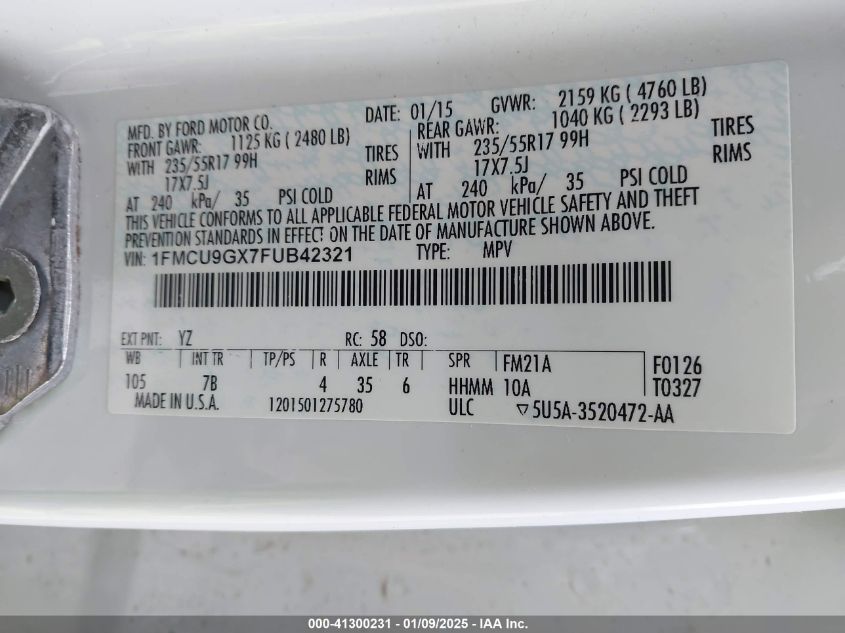 MFD. BY FORD MOTOR CO. DATE: 01/15 GVWR: 2159 KG ( 4760 LB)
FRONT GAWR: 1125 KG ( 2480 LB) REAR GAWR: 1040 KG ( 2293 LB)
WITH 235/55R17 99H TIRES WITH 235/55R17 99H TIRES
17X7.5J RIMS 17X7.5J RIMS
AT 240 kPa/ 35 PSI COLD AT 240 kPa/ 35 PSI COLD
THIS VEHICLE CONFORMS TO ALL APPLICABLE FEDERAL MOTOR VEHICLE SAFETY AND THEFT
PREVENTION STANDARDS IN EFFECT ON THE DATE OF MANUFACTURE SHOWN ABOVE.
VIN: 1FMCU9GX7FUB42321 TYPE: MPV
EXT PNT: YZ RC: 58 DSO:
WB INT TR TP/PS R AXLE TR SPR FM21A F0126
105 7B 4 35 6 HHMM 10A T0327
MADE IN U.S.A. 1201501275780 ULC ▽5U5A-3520472-AA
000-41300231 - 01/09/2025 - IAA Inc.